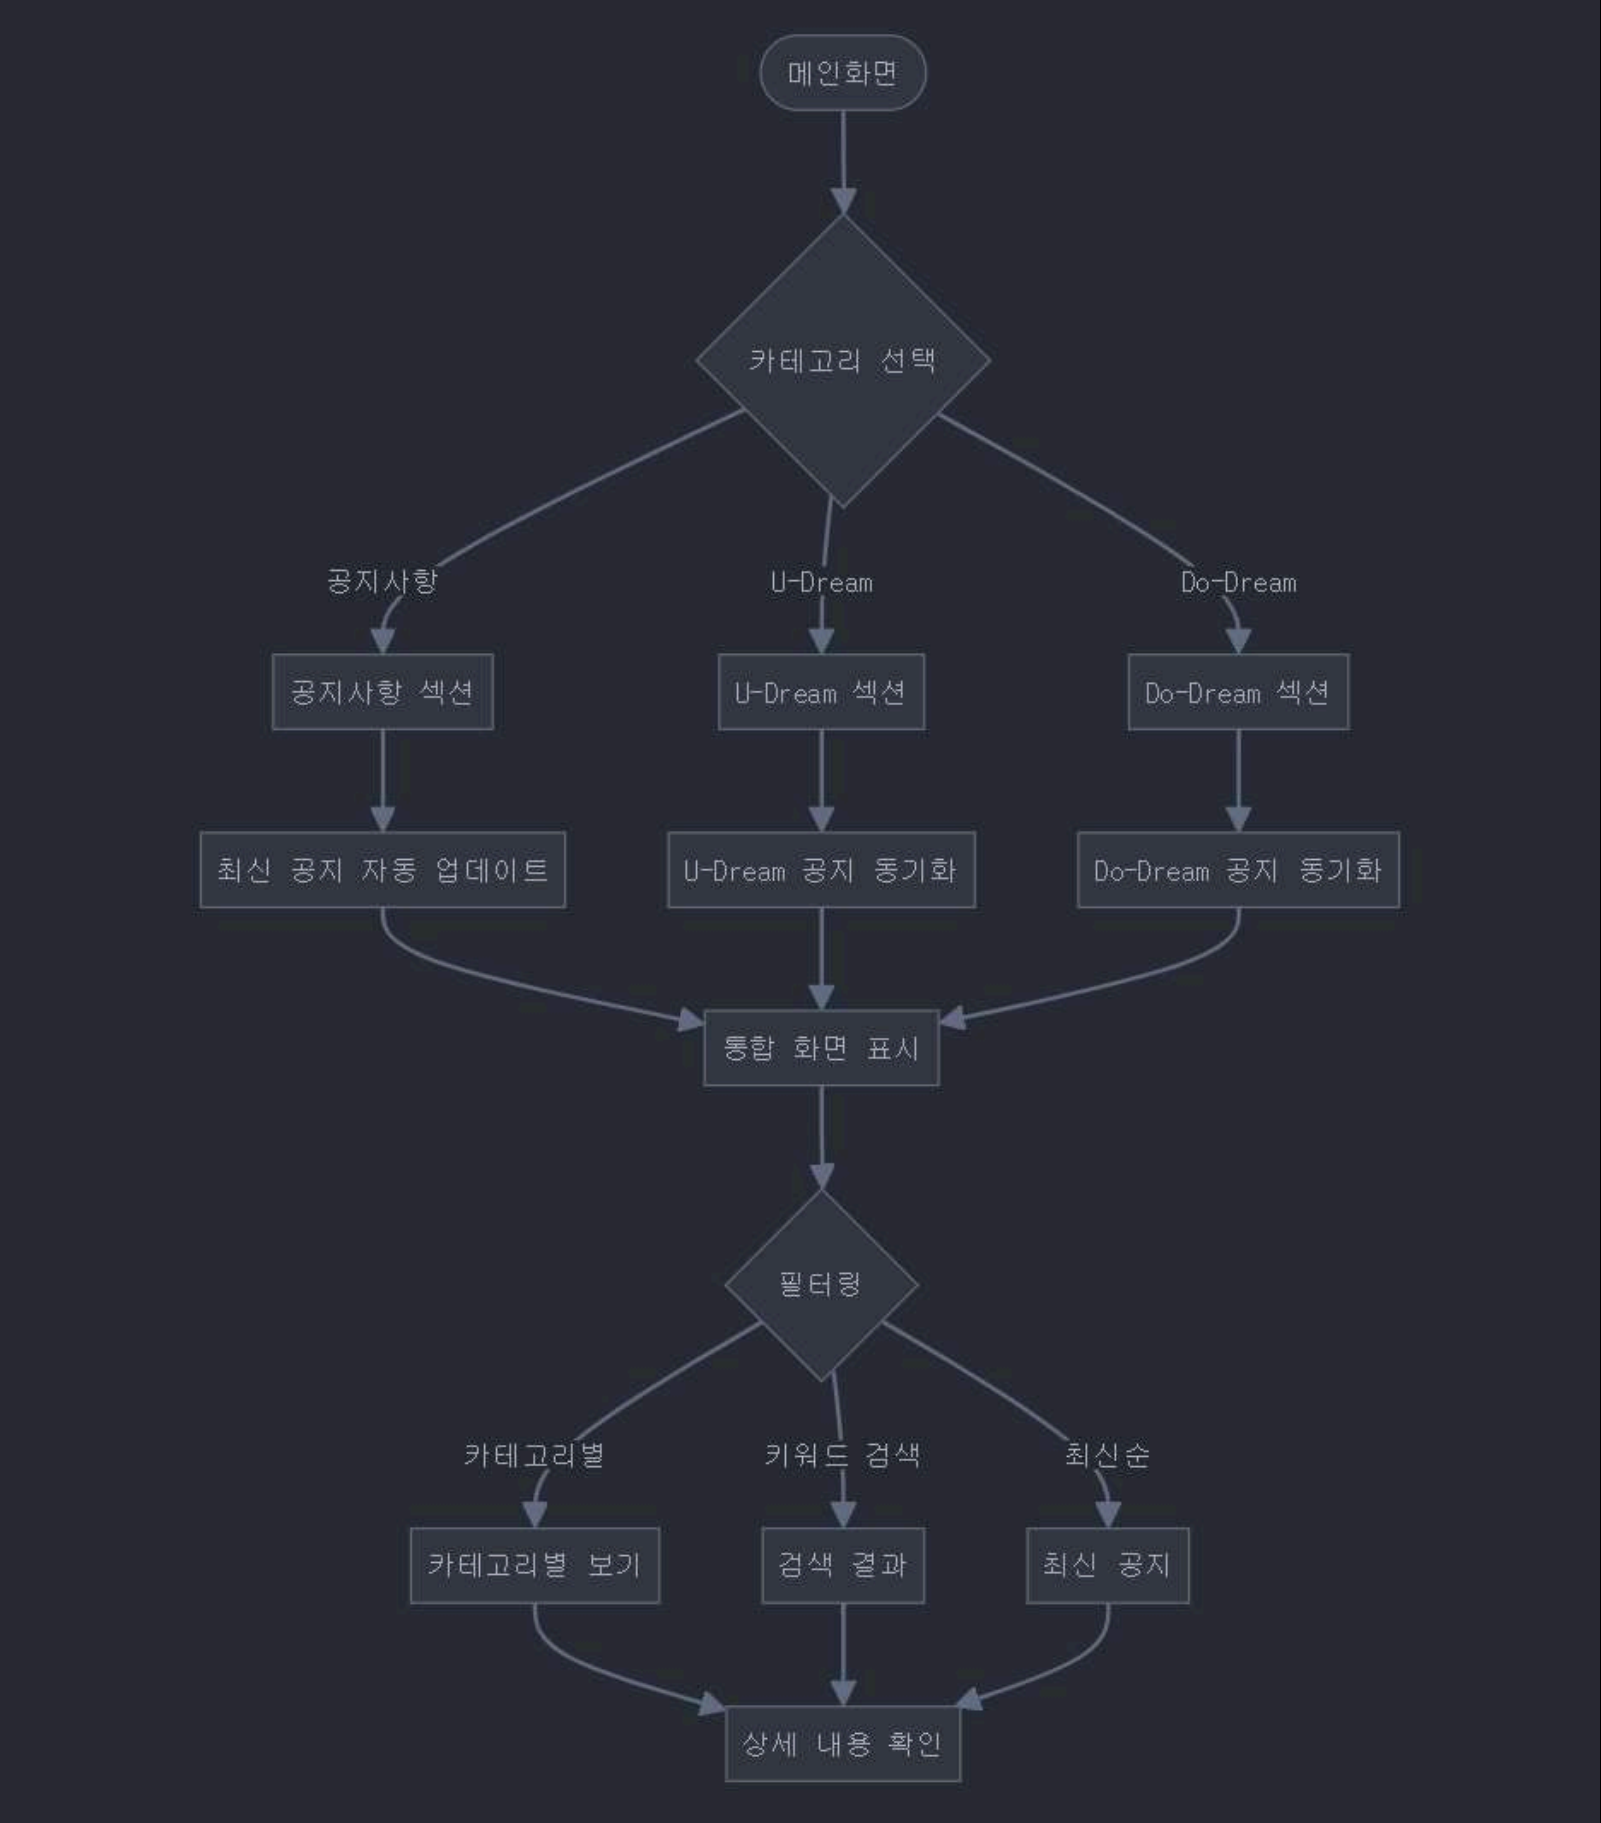 메인화면
카테고리 선택
공지사항
U-Dream
Do-Dream
공지사항 섹션
U-Dream 섹션
Do-Dream 섹션
최신 공지 자동 업데이트
U-Dream 공지 동기화
Do-Dream 공지 동기화
통합 화면 표시
필터링
카테고리별
키워드 검색
최신순
카테고리별 보기
검색 결과
최신 공지
상세 내용 확인